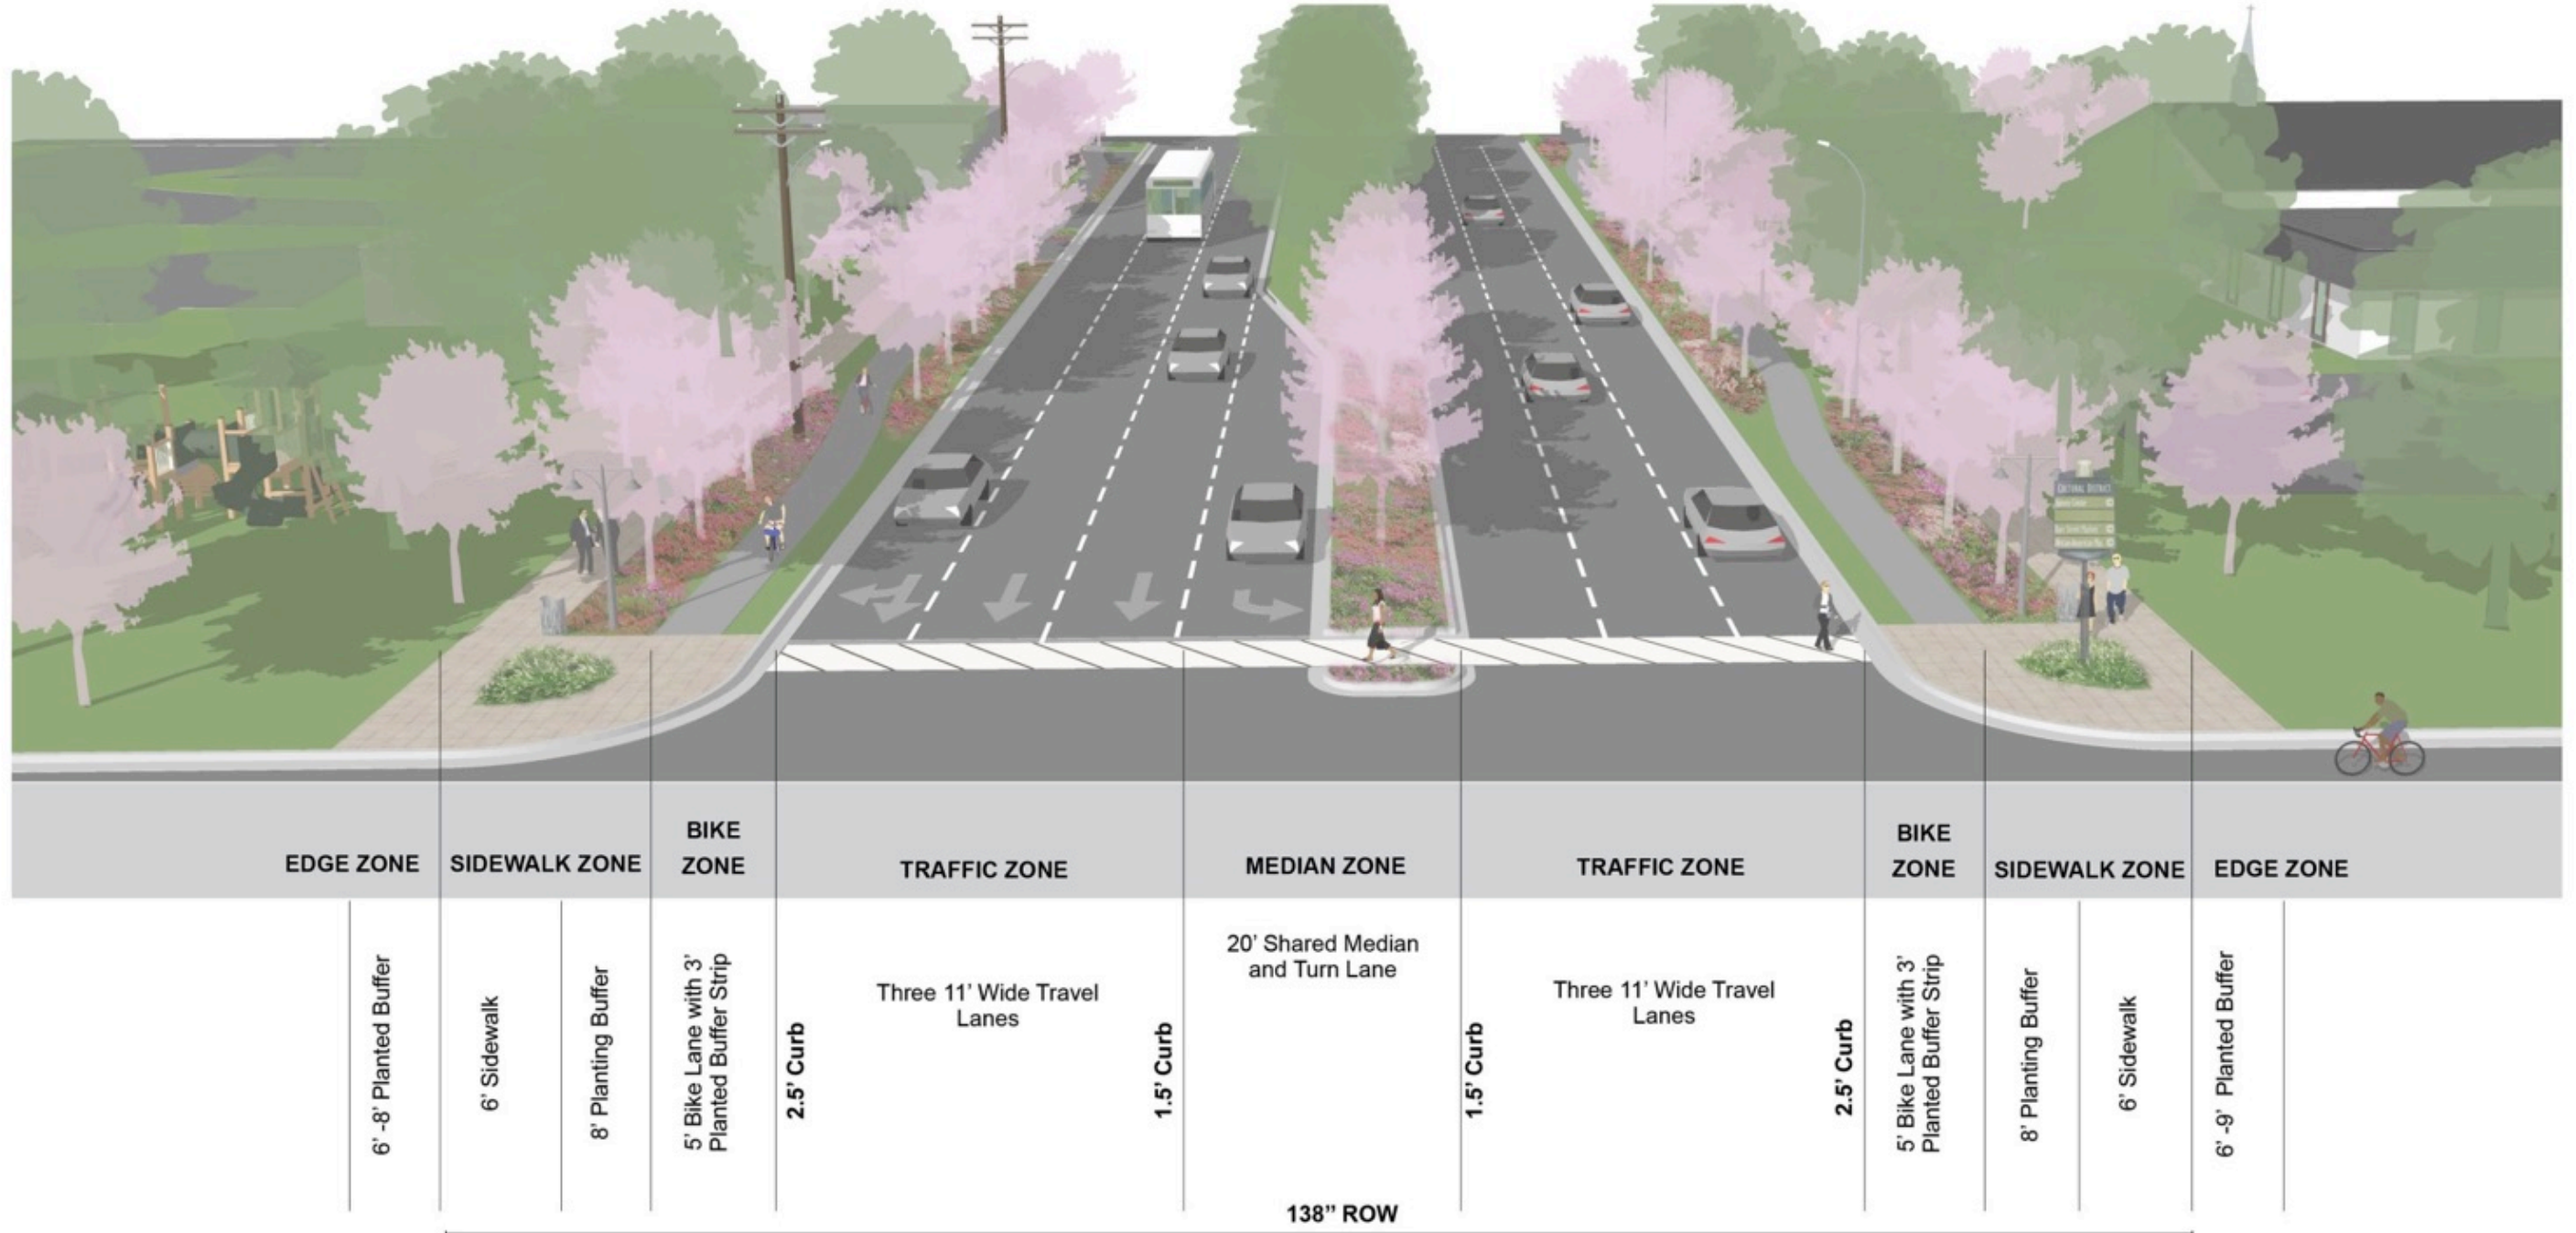 CULTURAL DISTRICT
BIKE
ZONE
BIKE
ZONE
EDGE ZONE
SIDEWALK ZONE
TRAFFIC ZONE
MEDIAN ZONE
TRAFFIC ZONE
SIDEWALK ZONE
EDGE ZONE
6’ -8’ Planted Buffer
6’ Sidewalk
8’ Planting Buffer
5’ Bike Lane with 3’
Planted Buffer Strip
2.5’ Curb
Three 11’ Wide Travel
Lanes
1.5’ Curb
20’ Shared Median
and Turn Lane
1.5’ Curb
Three 11’ Wide Travel
Lanes
2.5’ Curb
5’ Bike Lane with 3’
Planted Buffer Strip
8’ Planting Buffer
6’ Sidewalk
6’ -9’ Planted Buffer
138” ROW